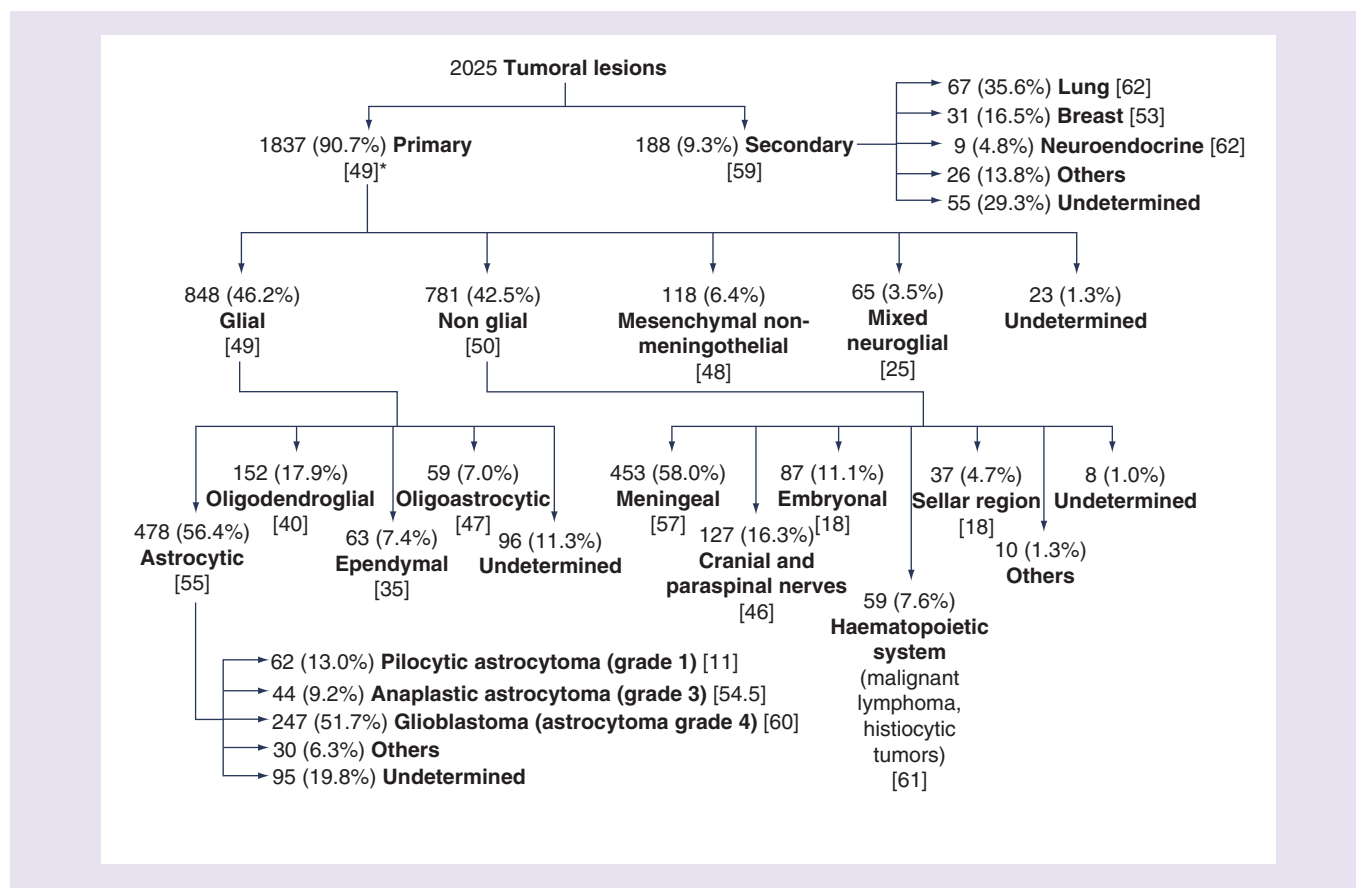 2025 Tumoral lesions
1837 (90.7%) Primary
[49]*
188 (9.3%) Secondary
[59]
67 (35.6%) Lung [62]
31 (16.5%) Breast [53]
9 (4.8%) Neuroendocrine [62]
26 (13.8%) Others
55 (29.3%) Undetermined
848 (46.2%)
Glial
[49]
781 (42.5%)
Non glial
[50]
118 (6.4%)
Mesenchymal non-
meningothelial
[48]
65 (3.5%)
Mixed
neuroglial
[25]
23 (1.3%)
Undetermined
478 (56.4%)
Astrocytic
[55]
152 (17.9%)
Oligodendroglial
[40]
63 (7.4%)
Ependymal
[35]
59 (7.0%)
Oligoastrocytic
[47]
96 (11.3%)
Undetermined
453 (58.0%)
Meningeal
[57]
127 (16.3%)
Cranial and
paraspinal nerves
[46]
87 (11.1%)
Embryonal
[18]
59 (7.6%)
Haematopoietic
system
(malignant
lymphoma,
histiocytic
tumors)
[61]
37 (4.7%)
Sellar region
[18]
10 (1.3%)
Others
8 (1.0%)
Undetermined
62 (13.0%) Pilocytic astrocytoma (grade 1) [11]
44 (9.2%) Anaplastic astrocytoma (grade 3) [54.5]
247 (51.7%) Glioblastoma (astrocytoma grade 4) [60]
30 (6.3%) Others
95 (19.8%) Undetermined